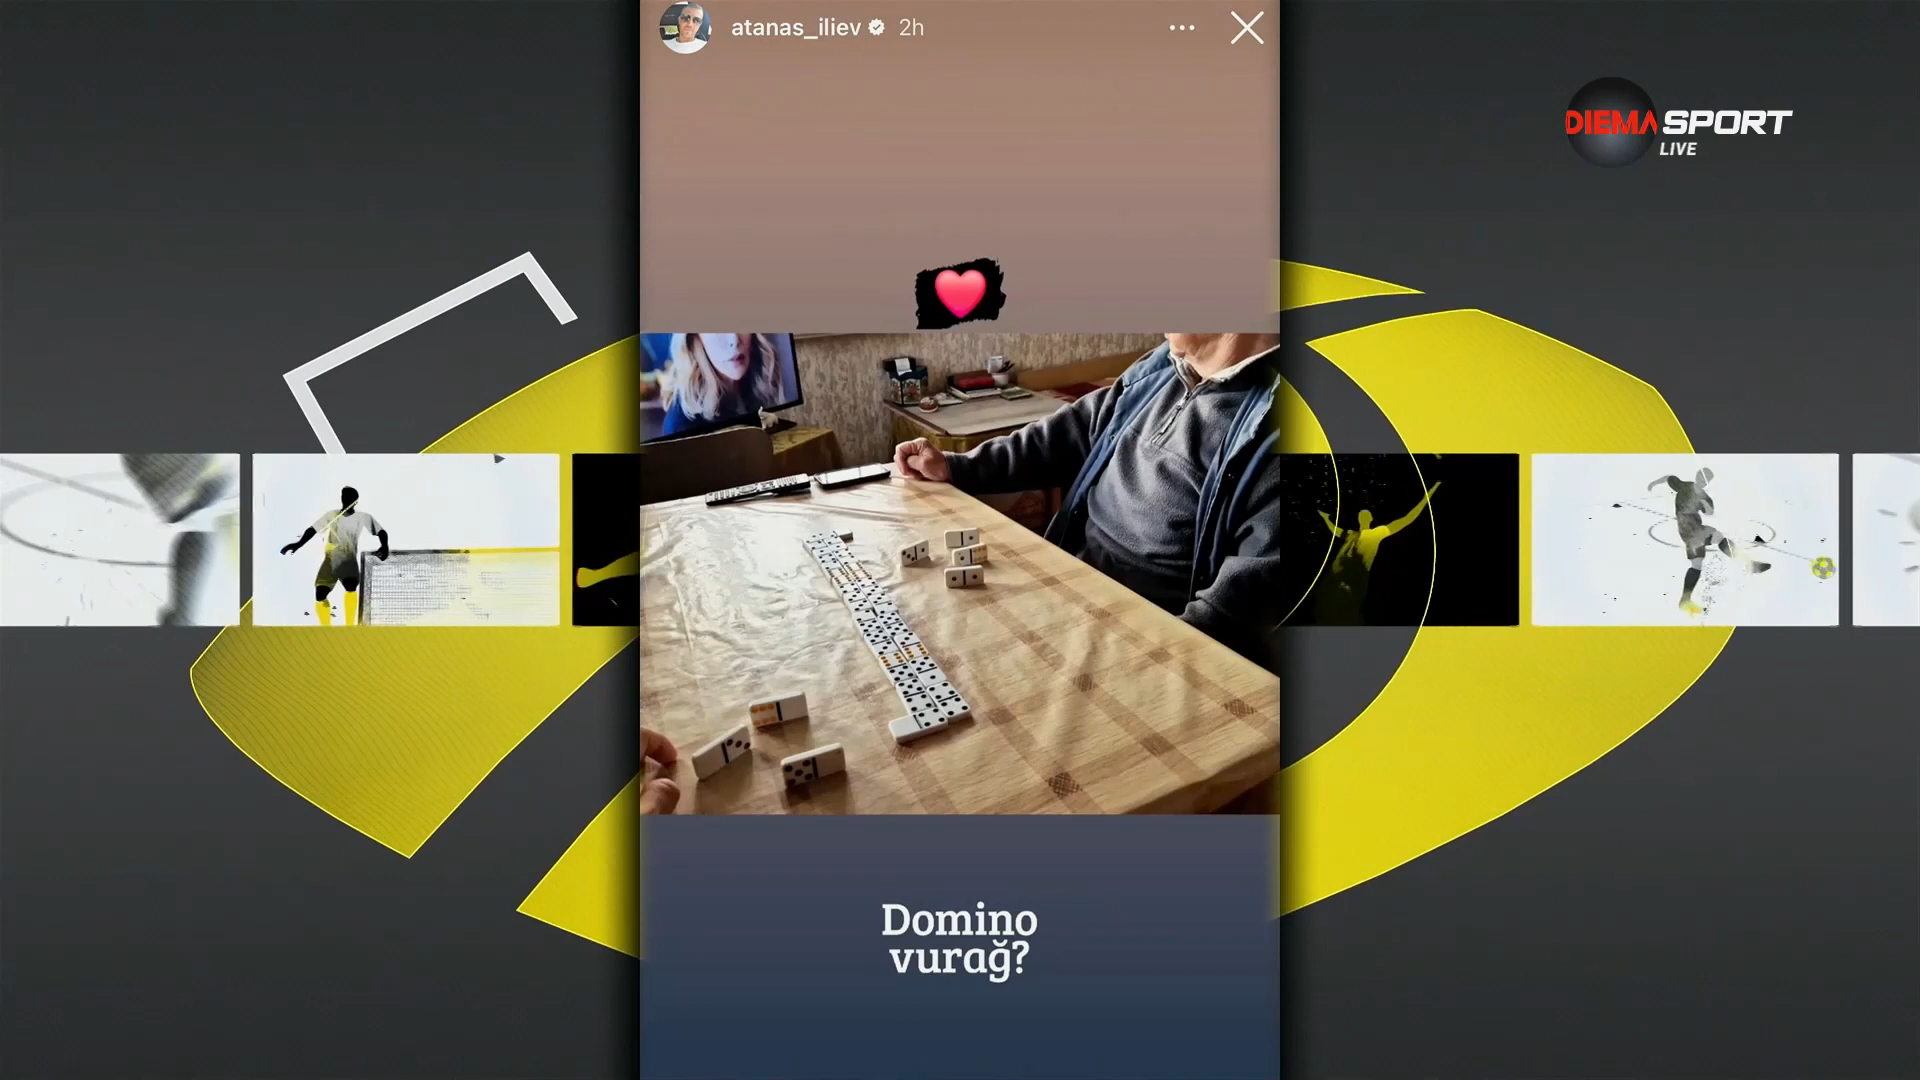 atanas_iliev 2h
DIEMA SPORT
LIVE
Domino
vurağ?